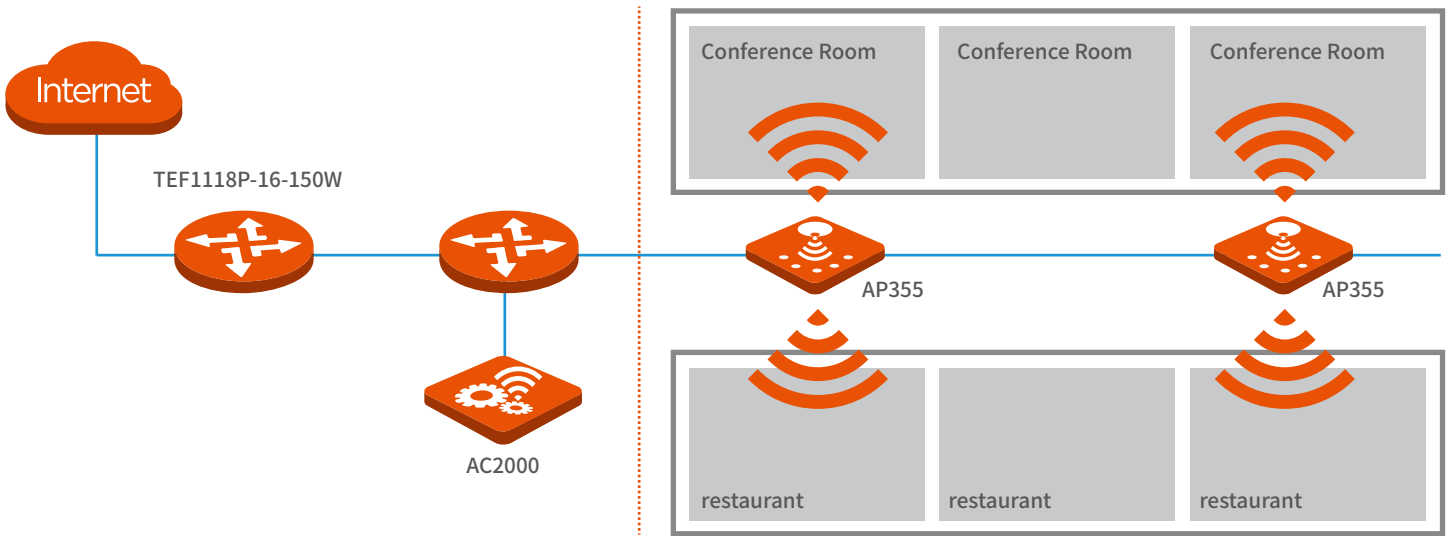 Internet
TEF1118P-16-150W
AC2000
Conference Room
Conference Room
Conference Room
AP355
AP355
restaurant
restaurant
restaurant